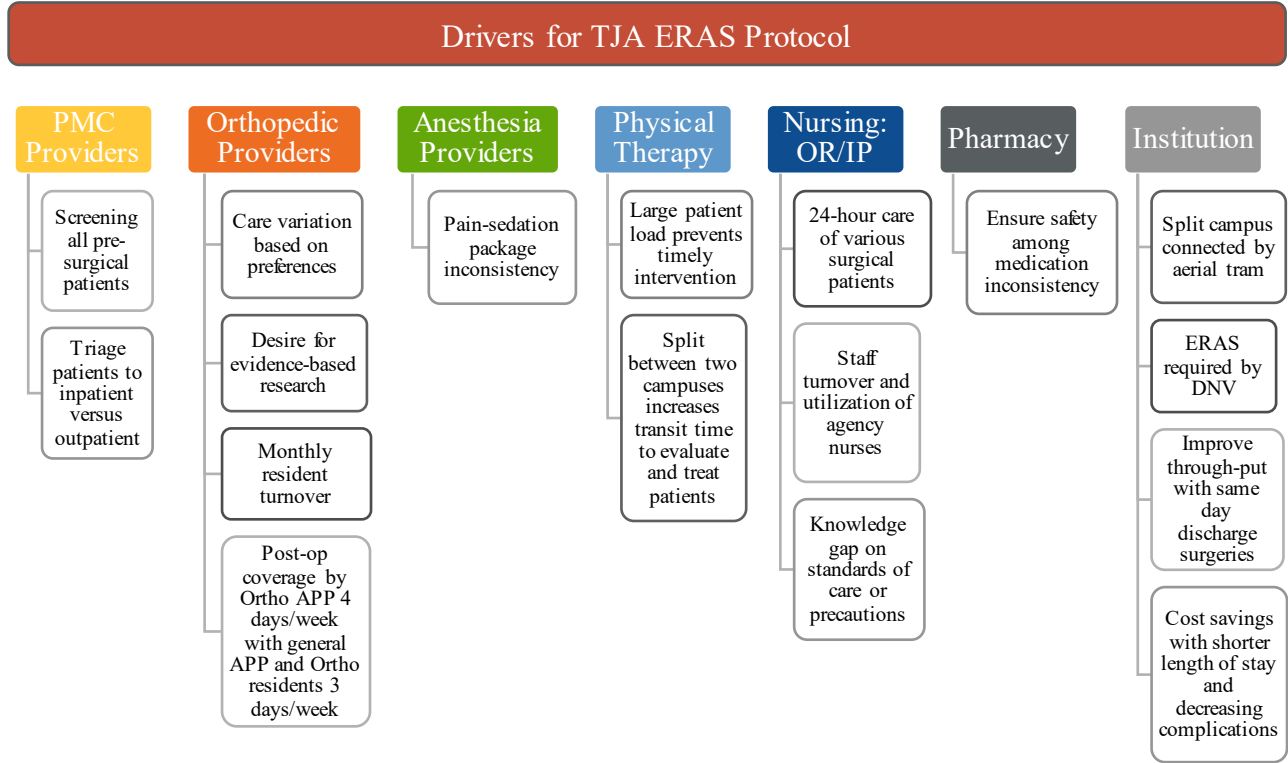 Drivers for TJA ERAS Protocol
PMC
Providers
Screening
all pre-
surgical
patients
Triage
patients to
inpatient
versus
outpatient
Orthopedic
Providers
Care variation
based on
preferences
Desire for
evidence-based
research
Monthly
resident
turnover
Post-op
coverage by
Ortho APP 4
days/week
with general
APP and Ortho
residents 3
days/week
Anesthesia
Providers
Pain-sedation
package
inconsistency
Physical
Therapy
Large patient
load prevents
timely
intervention
Split
between two
campuses
increases
transit time
to evaluate
and treat
patients
Nursing:
OR/IP
24-hour care
of various
surgical
patients
Staff
turnover and
utilization of
agency
nurses
Knowledge
gap on
standards of
care or
precautions
Pharmacy
Ensure safety
among
medication
inconsistency
Institution
Split campus
connected by
aerial tram
ERAS
required by
DNV
Improve
through-put
with same
day
discharge
surgeries
Cost savings
with shorter
length of stay
and
decreasing
complications